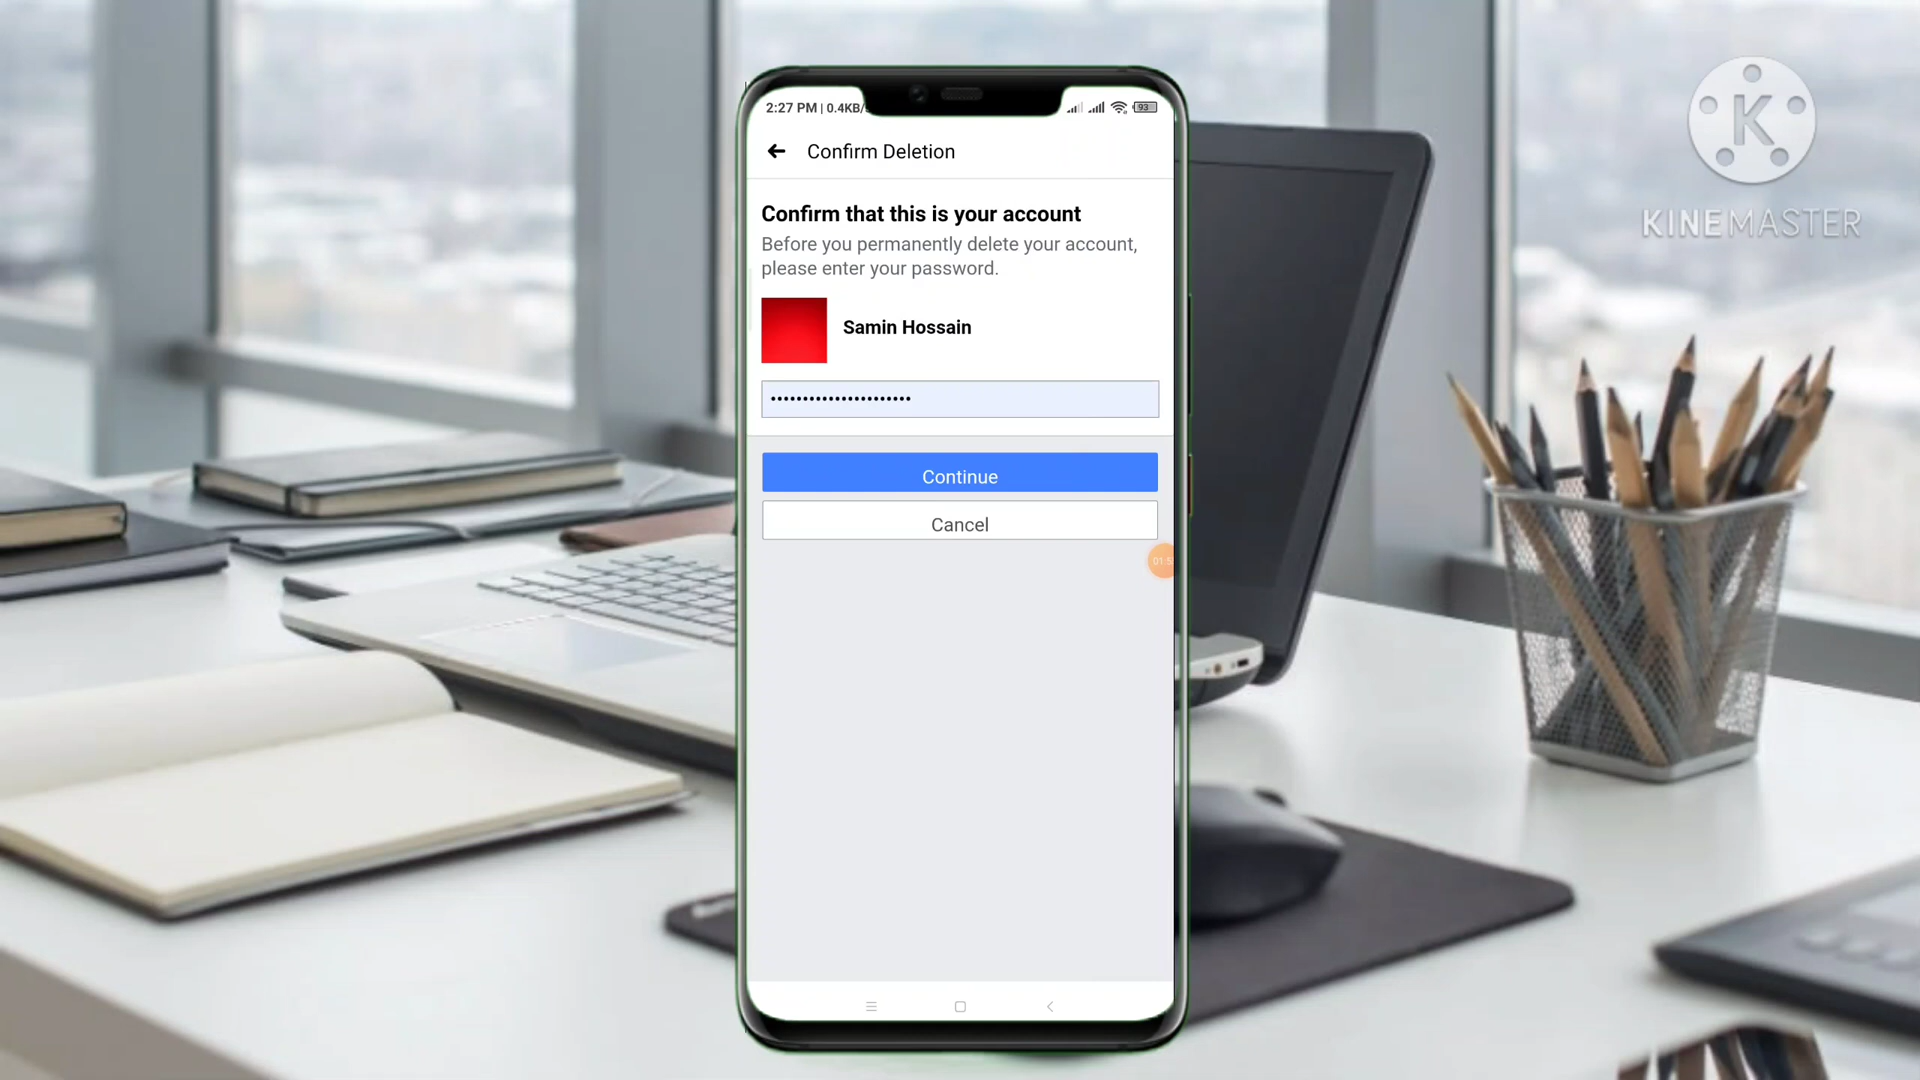 2:27 PM | 0.4KB/
93
Confirm Deletion
Confirm that this is your account
Before you permanently delete your account,
please enter your password.
Samin Hossain
••••••••••••••••••••••
Continue
Cancel
K
KINEMASTER